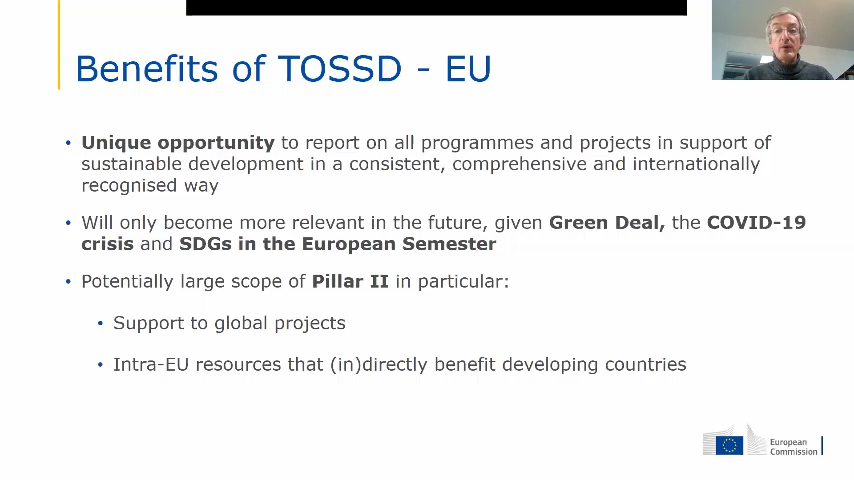 Benefits of TOSSD - EU
• Unique opportunity to report on all programmes and projects in support of
sustainable development in a consistent, comprehensive and internationally
recognised way
• Will only become more relevant in the future, given Green Deal, the COVID-19
crisis and SDGs in the European Semester
• Potentially large scope of Pillar II in particular:
• Support to global projects
• Intra-EU resources that (in)directly benefit developing countries
European
Commission